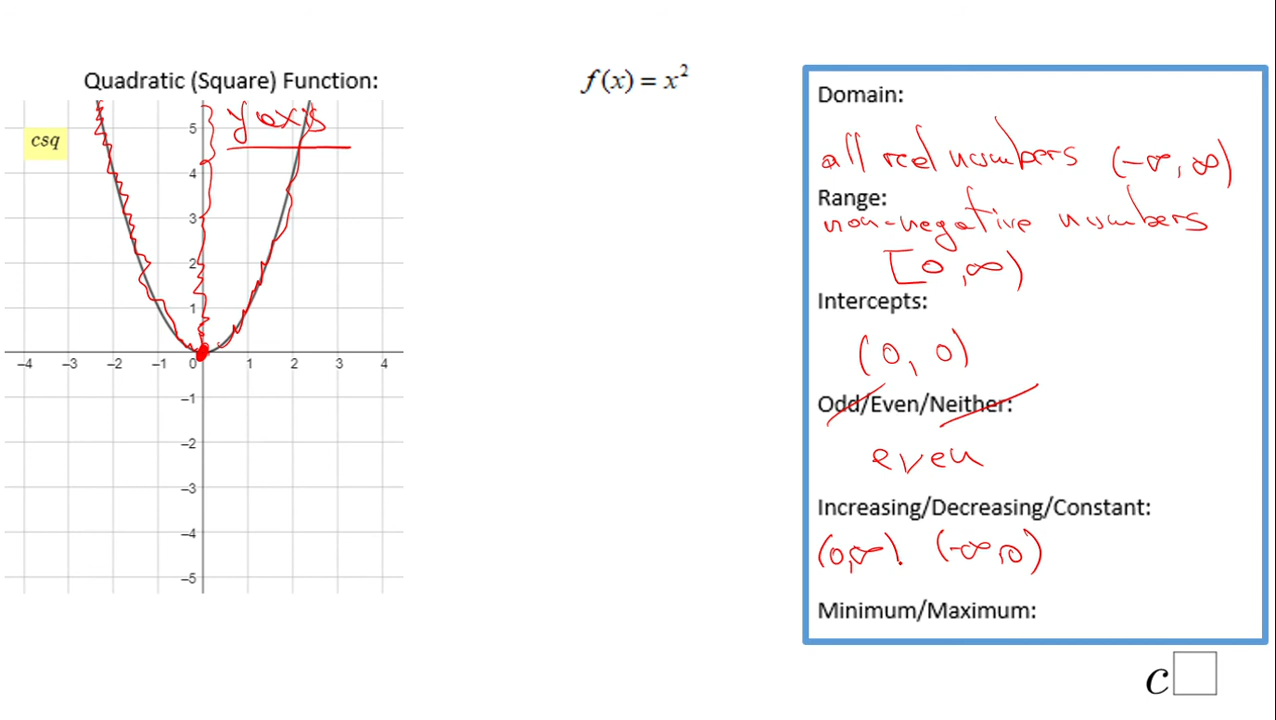 Quadratic (Square) Function:
f(x) = x²
csq
y axis
5
4
3
2
1
−4 −3 −2 −1 0 1 2 3 4
−1
−2
−3
−4
−5
Domain:
all real numbers (-∞, ∞)
Range:
non-negative numbers
[0, ∞)
Intercepts:
(0, 0)
Odd/Even/Neither:
even
Increasing/Decreasing/Constant:
(0,∞). (-∞,0)
Minimum/Maximum:
c